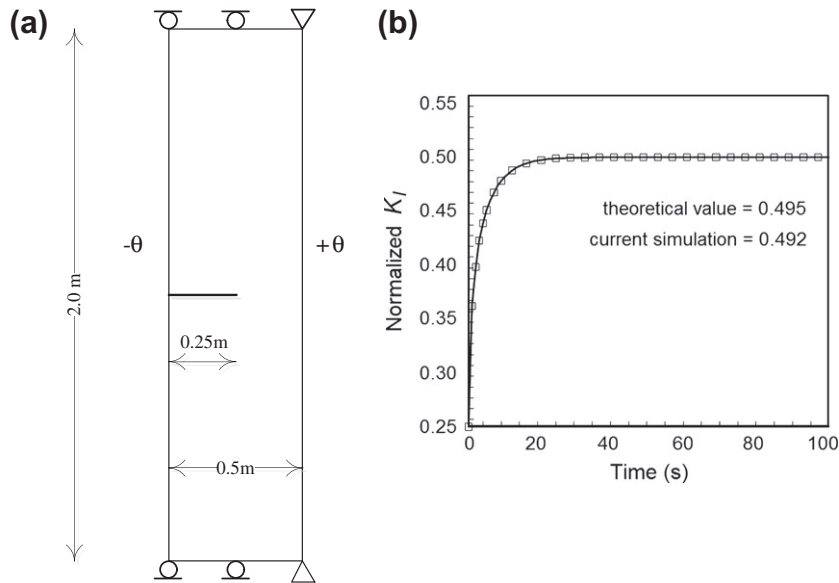 (a)
-θ
+θ
2.0 m
0.25m
0.5m
(b)
Normalized K_I
0.55
0.50
0.45
0.40
0.35
0.30
0.25
theoretical value = 0.495
current simulation = 0.492
0 20 40 60 80 100
Time (s)